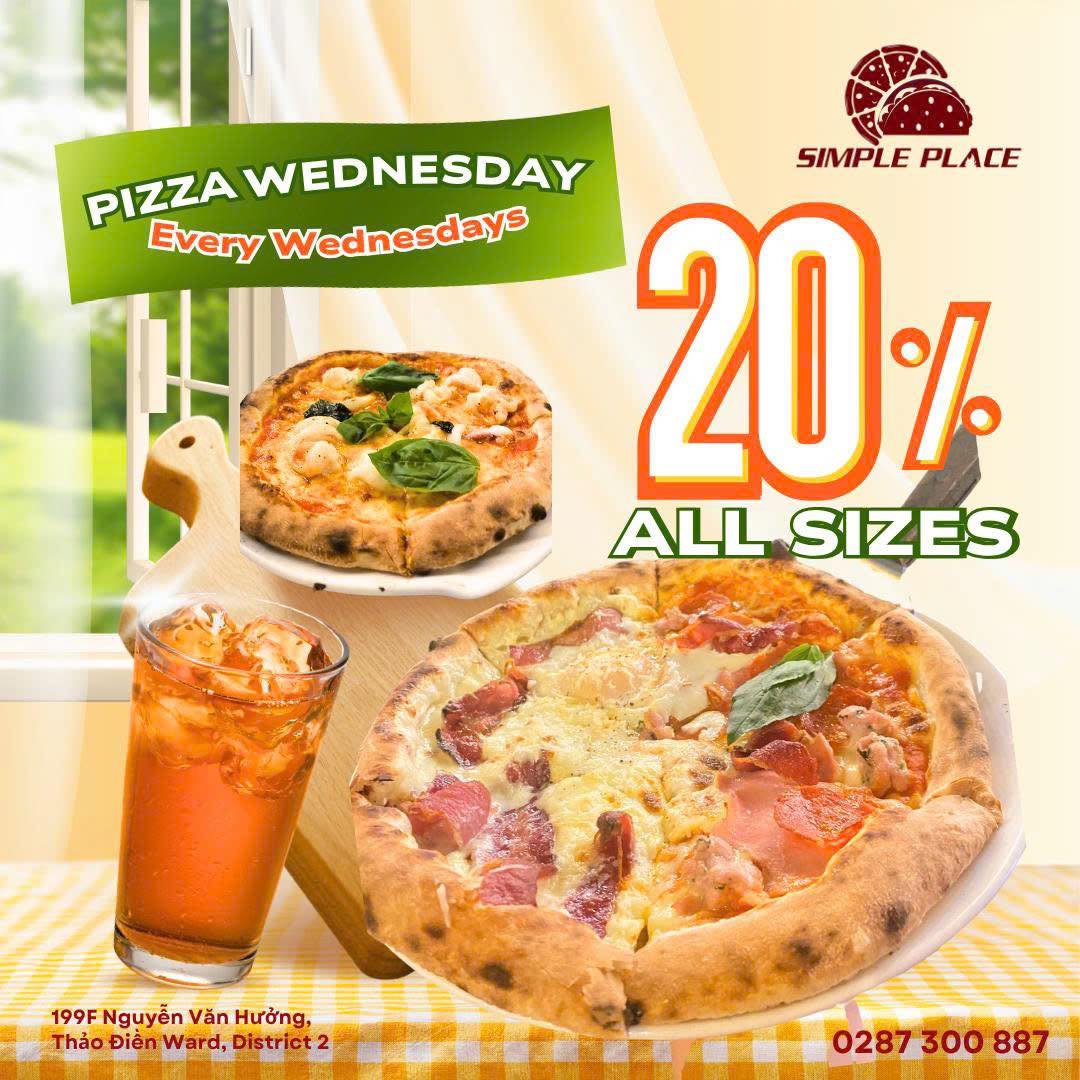 SIMPLE PLACE
PIZZA WEDNESDAY
Every Wednesdays
20%
ALL SIZES
199F Nguyễn Văn Hưởng,
Thảo Điền Ward, District 2
0287 300 887